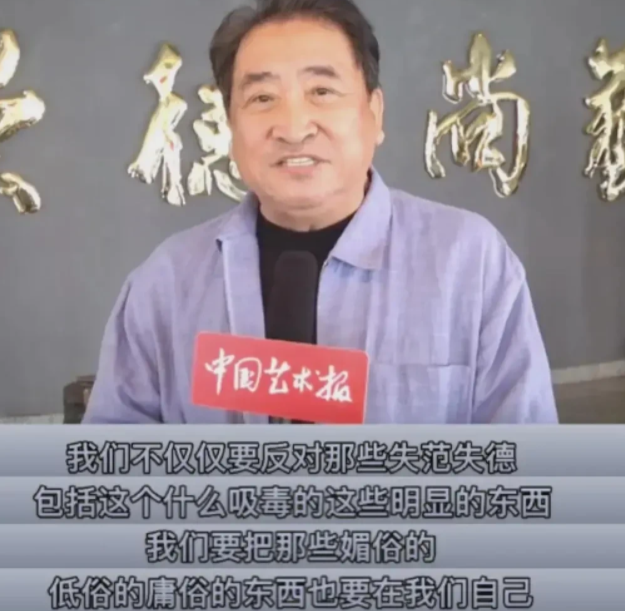 德尚
中国艺术报
我们不仅仅要反对那些失范失德
包括这个什么吸毒的这些明显的东西
我们要把那些媚俗的
低俗的庸俗的东西也要在我们自己